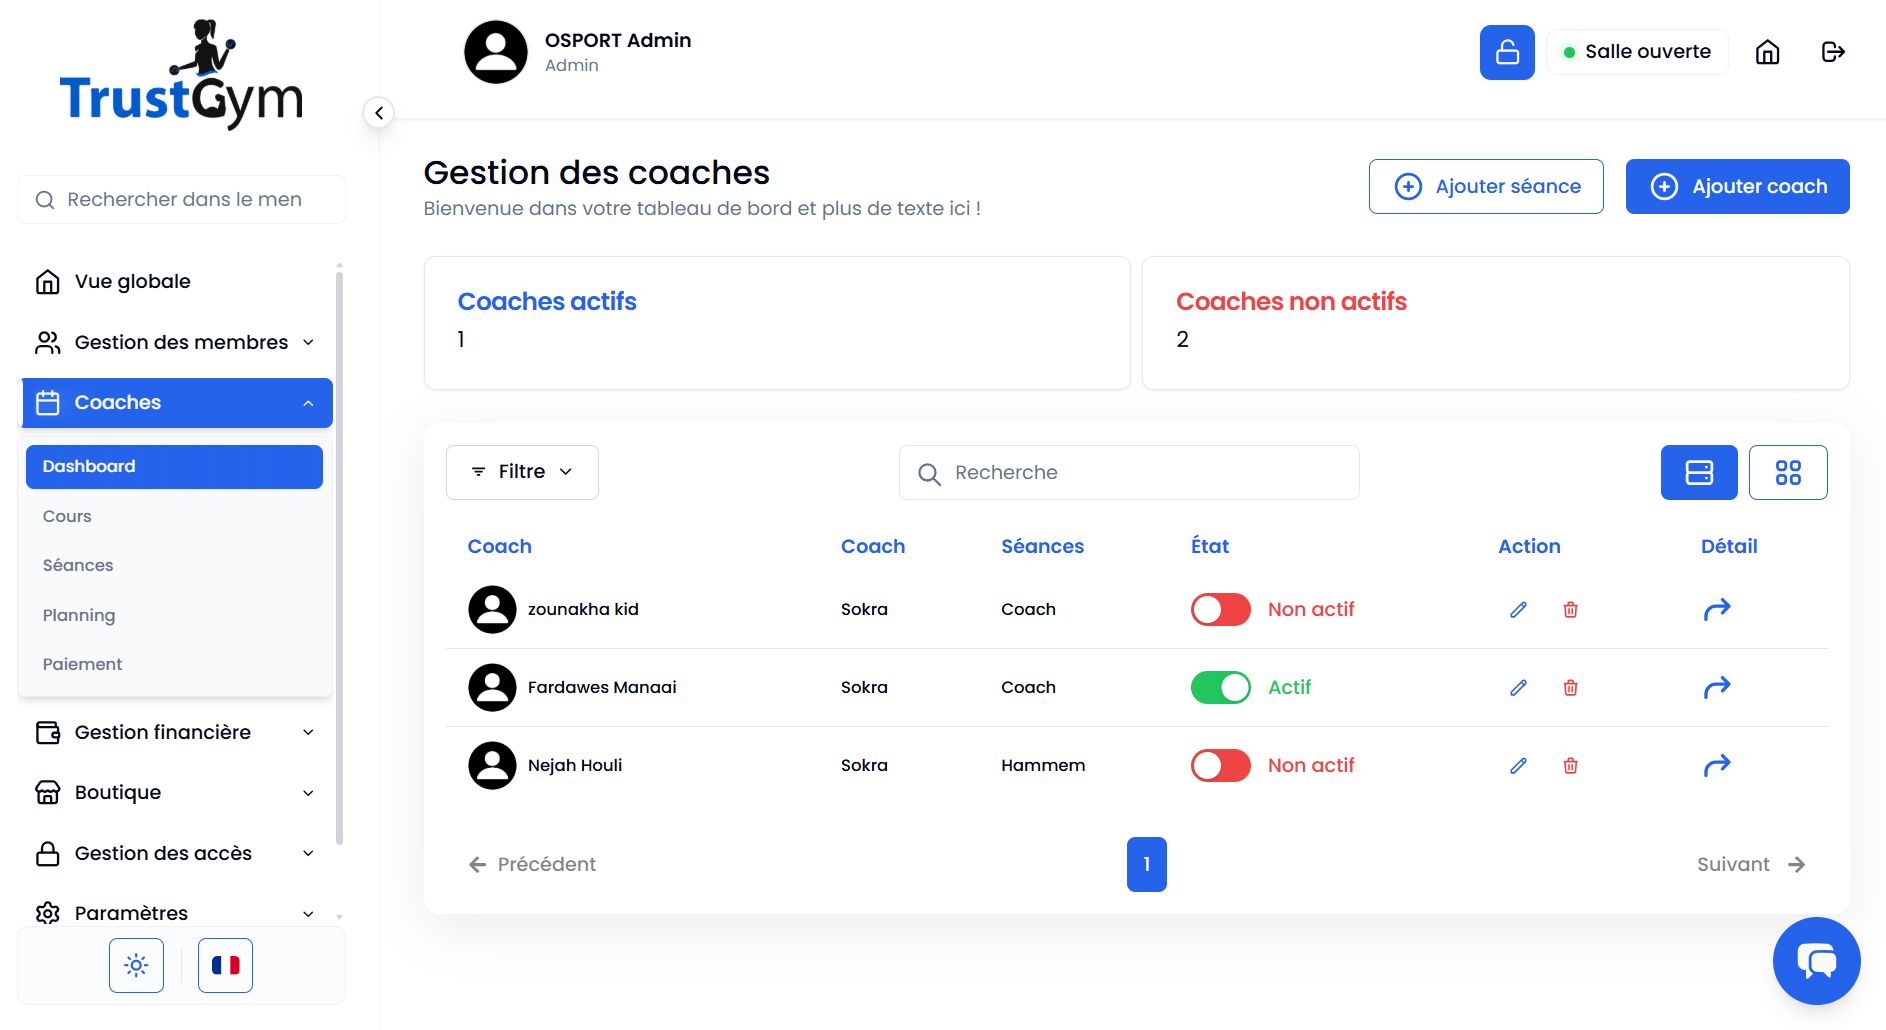 TrustGym
OSPORT Admin
Admin
Salle ouverte
Rechercher dans le men
Vue globale
Gestion des membres
Coaches
Dashboard
Cours
Séances
Planning
Paiement
Gestion financière
Boutique
Gestion des accès
Paramètres
Gestion des coaches
Bienvenue dans votre tableau de bord et plus de texte ici !
Ajouter séance
Ajouter coach
Coaches actifs
1
Coaches non actifs
2
Filtre
Recherche
Coach Coach Séances État Action Détail
zounakha kid Sokra Coach Non actif
Fardawes Manaai Sokra Coach Actif
Nejah Houli Sokra Hammem Non actif
Précédent 1 Suivant